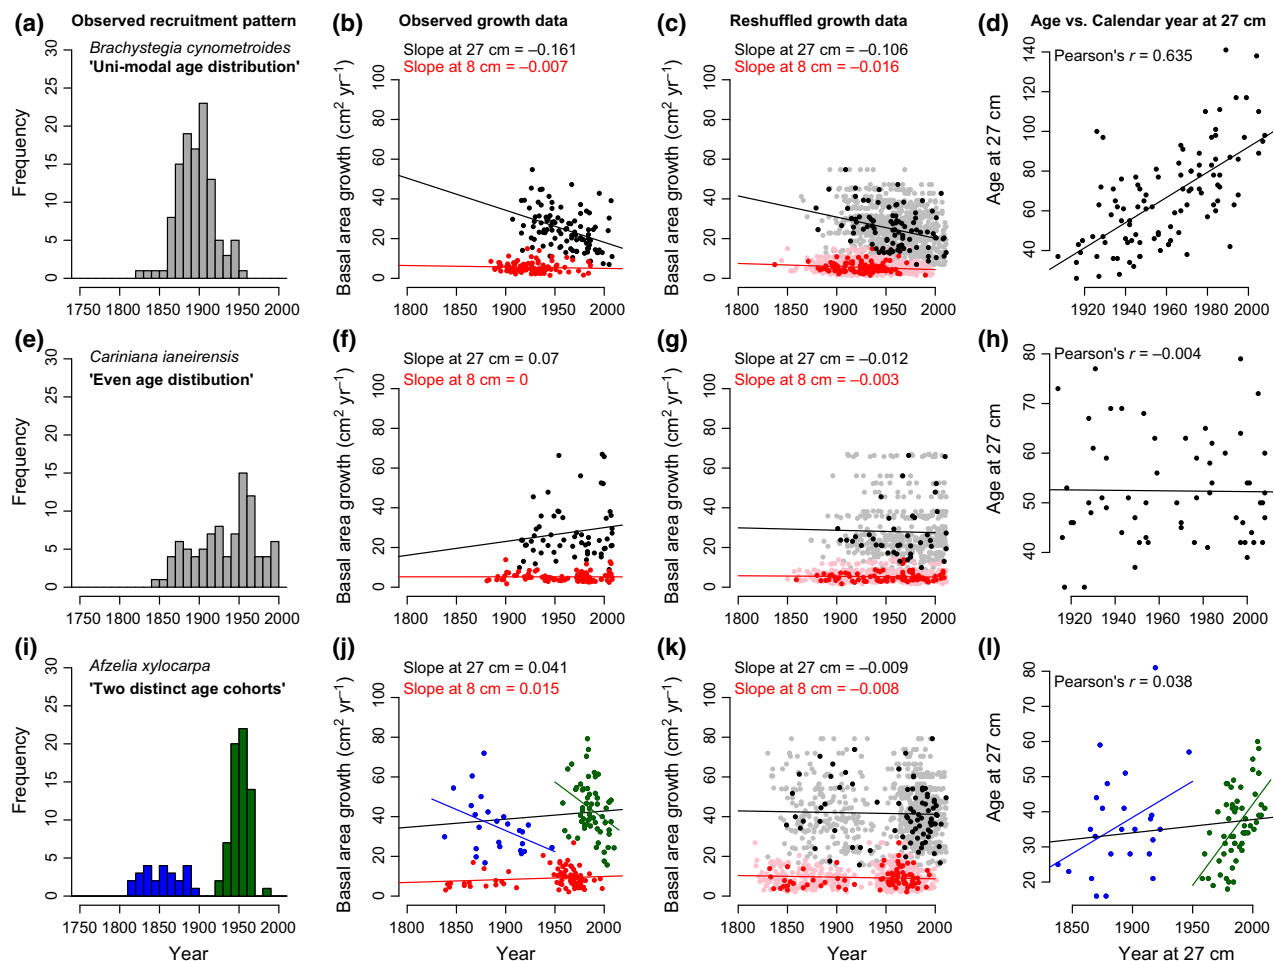 (a) Observed recruitment pattern
Brachystegia cynometroides
'Uni-modal age distribution'
Frequency
0 5 10 15 20 25 30
1750 1800 1850 1900 1950 2000
(b) Observed growth data
Slope at 27 cm = –0.161
Slope at 8 cm = –0.007
Basal area growth (cm² yr⁻¹)
0 20 40 60 80 100
1800 1850 1900 1950 2000
(c) Reshuffled growth data
Slope at 27 cm = –0.106
Slope at 8 cm = –0.016
Basal area growth (cm² yr⁻¹)
0 20 40 60 80 100
1800 1850 1900 1950 2000
(d) Age vs. Calendar year at 27 cm
Pearson's r = 0.635
Age at 27 cm
40 60 80 100 120 140
1920 1940 1960 1980 2000
(e)
Cariniana ianeirensis
'Even age distibution'
Frequency
0 5 10 15 20 25 30
1750 1800 1850 1900 1950 2000
(f)
Slope at 27 cm = 0.07
Slope at 8 cm = 0
Basal area growth (cm² yr⁻¹)
0 20 40 60 80 100
1800 1850 1900 1950 2000
(g)
Slope at 27 cm = –0.012
Slope at 8 cm = –0.003
Basal area growth (cm² yr⁻¹)
0 20 40 60 80 100
1800 1850 1900 1950 2000
(h)
Pearson's r = –0.004
Age at 27 cm
40 50 60 70 80
1920 1940 1960 1980 2000
(i)
Afzelia xylocarpa
'Two distinct age cohorts'
Frequency
0 5 10 15 20 25 30
1750 1800 1850 1900 1950 2000
Year
(j)
Slope at 27 cm = 0.041
Slope at 8 cm = 0.015
Basal area growth (cm² yr⁻¹)
0 20 40 60 80 100
1800 1850 1900 1950 2000
Year
(k)
Slope at 27 cm = –0.009
Slope at 8 cm = –0.008
Basal area growth (cm² yr⁻¹)
0 20 40 60 80 100
1800 1850 1900 1950 2000
Year
(l)
Pearson's r = 0.038
Age at 27 cm
20 30 40 50 60 70 80
1850 1900 1950 2000
Year at 27 cm